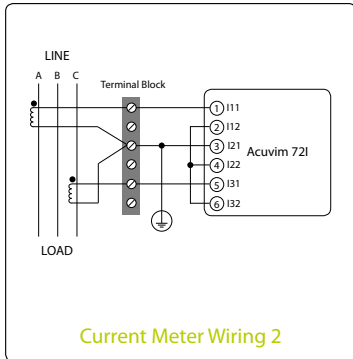 LINE
A B C
Terminal Block
1 I11
2 I12
3 I21
4 I22
5 I31
6 I32
Acuvim 72I
LOAD
Current Meter Wiring 2